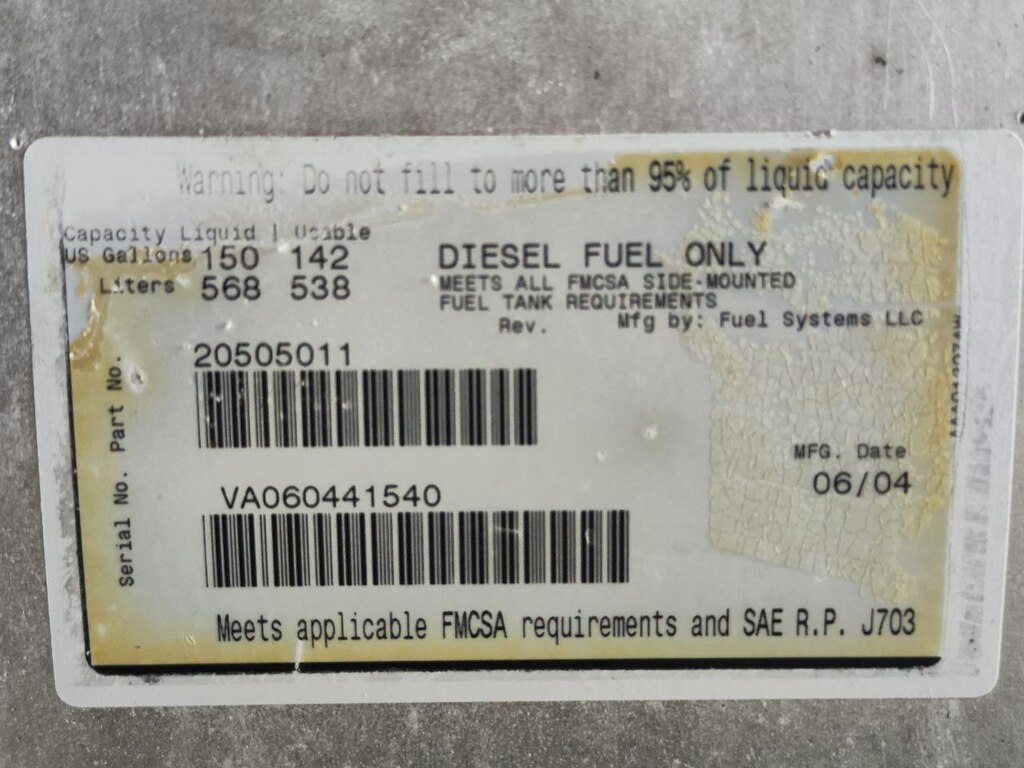 Warning: Do not fill to more than 95% of liquid capacity
Capacity Liquid | Usable
US Gallons 150 142
Liters 568 538
DIESEL FUEL ONLY
MEETS ALL FMCSA SIDE-MOUNTED
FUEL TANK REQUIREMENTS
Rev. Mfg by: Fuel Systems LLC
Part No.
20505011
MFG. Date
06/04
Serial No.
VA060441540
Meets applicable FMCSA requirements and SAE R.P. J703